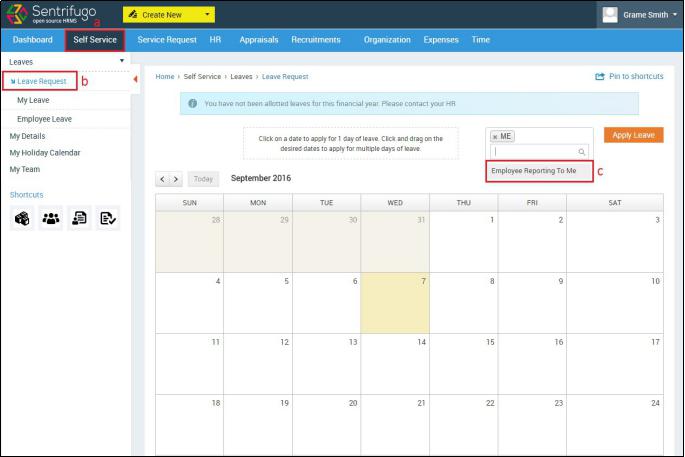 Sentrifugo
open source HRMS
a
Create New
Grame Smith
Dashboard Self Service Service Request HR Appraisals Recruitments Organization Expenses Time
Leaves
Leave Request b
My Leave
Employee Leave
My Details
My Holiday Calendar
My Team
Shortcuts
Home › Self Service › Leaves › Leave Request
Pin to shortcuts
You have not been allotted leaves for this financial year. Please contact your HR
Click on a date to apply for 1 day of leave. Click and drag on the
desired dates to apply for multiple days of leave.
× ME
Apply Leave
Employee Reporting To Me c
< > Today September 2016
SUN MON TUE WED THU FRI SAT
28 29 30 31 1 2 3
4 5 6 7 8 9 10
11 12 13 14 15 16 17
18 19 20 21 22 23 24